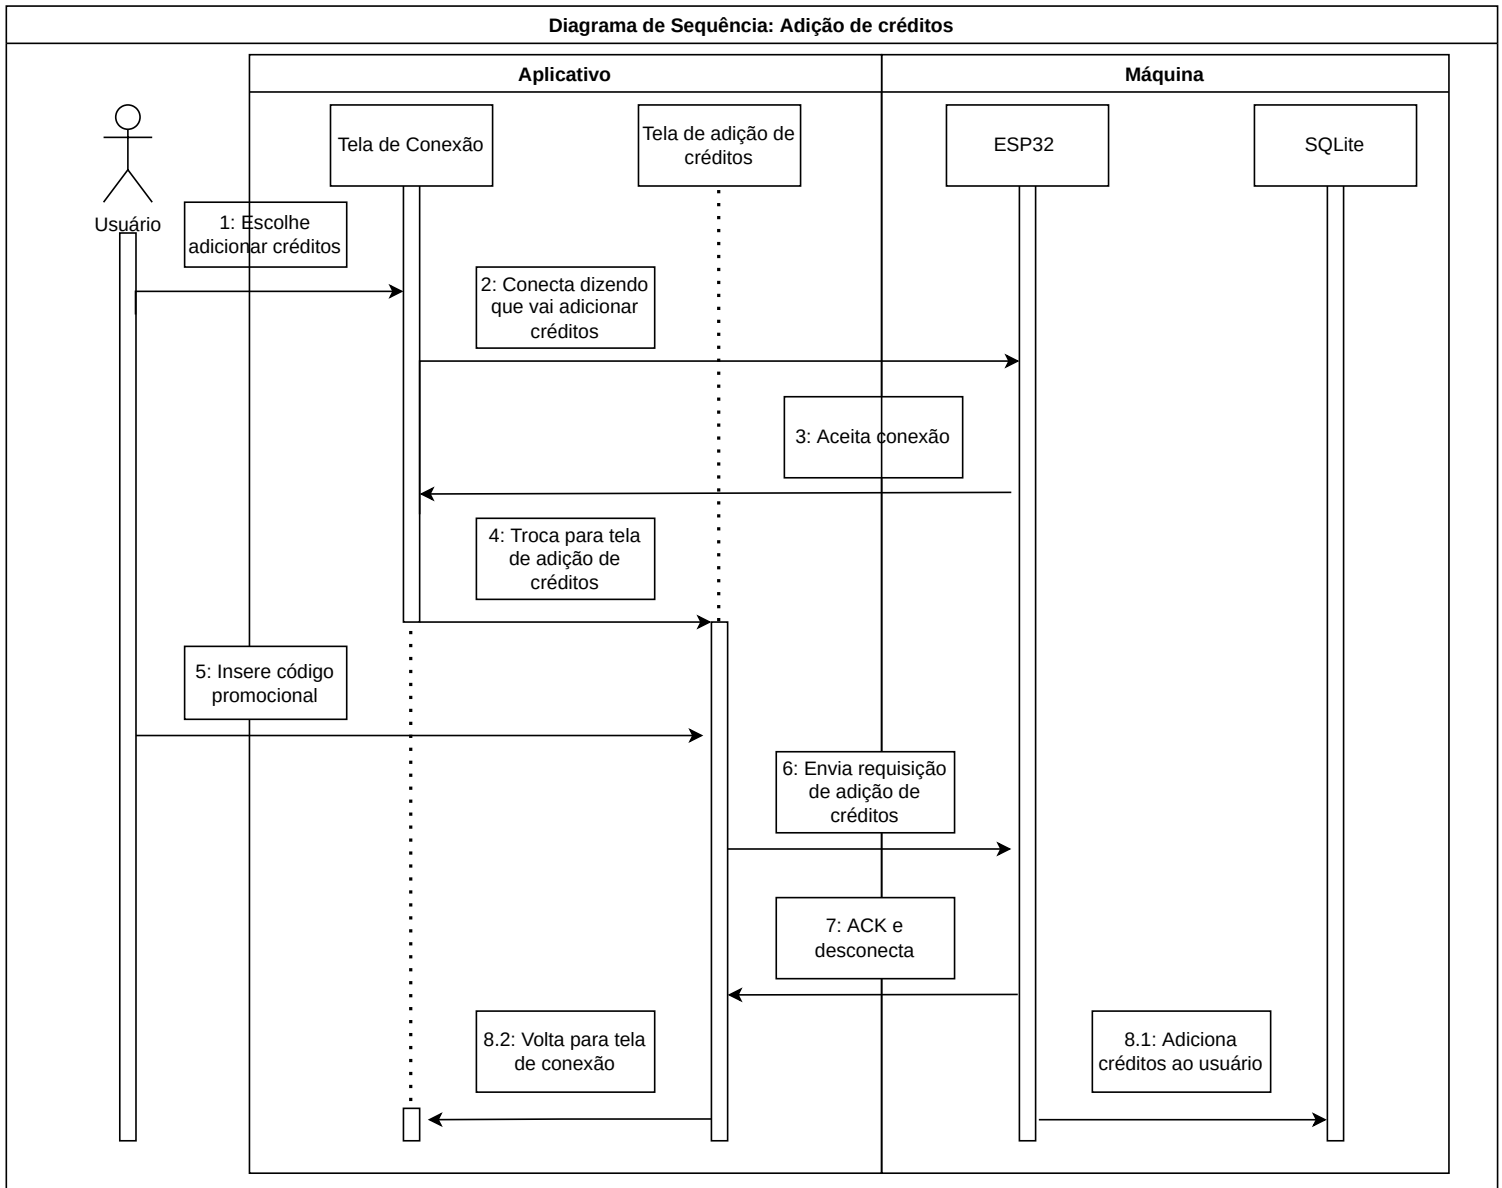 Diagrama de Sequência: Adição de créditos
Aplicativo
Máquina
Tela de Conexão
Tela de adição de
créditos
ESP32
SQLite
Usuário
1: Escolhe
adicionar créditos
2: Conecta dizendo
que vai adicionar
créditos
3: Aceita conexão
4: Troca para tela
de adição de
créditos
5: Insere código
promocional
6: Envia requisição
de adição de
créditos
7: ACK e
desconecta
8.2: Volta para tela
de conexão
8.1: Adiciona
créditos ao usuário